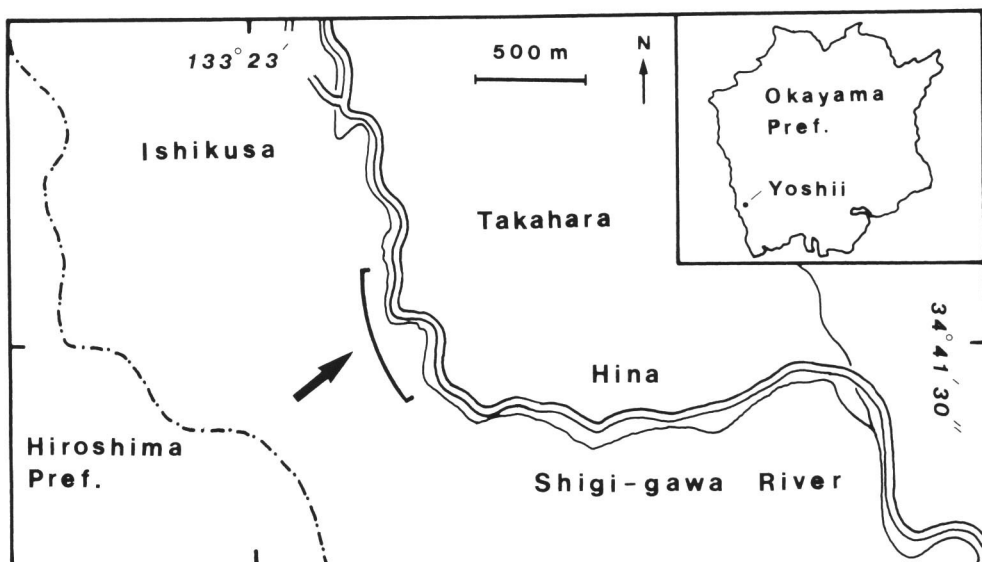 133°23′
500 m
N
Okayama
Pref.
Yoshii
Ishikusa
Takahara
34°41′30″
Hina
Hiroshima
Pref.
Shigi-gawa River